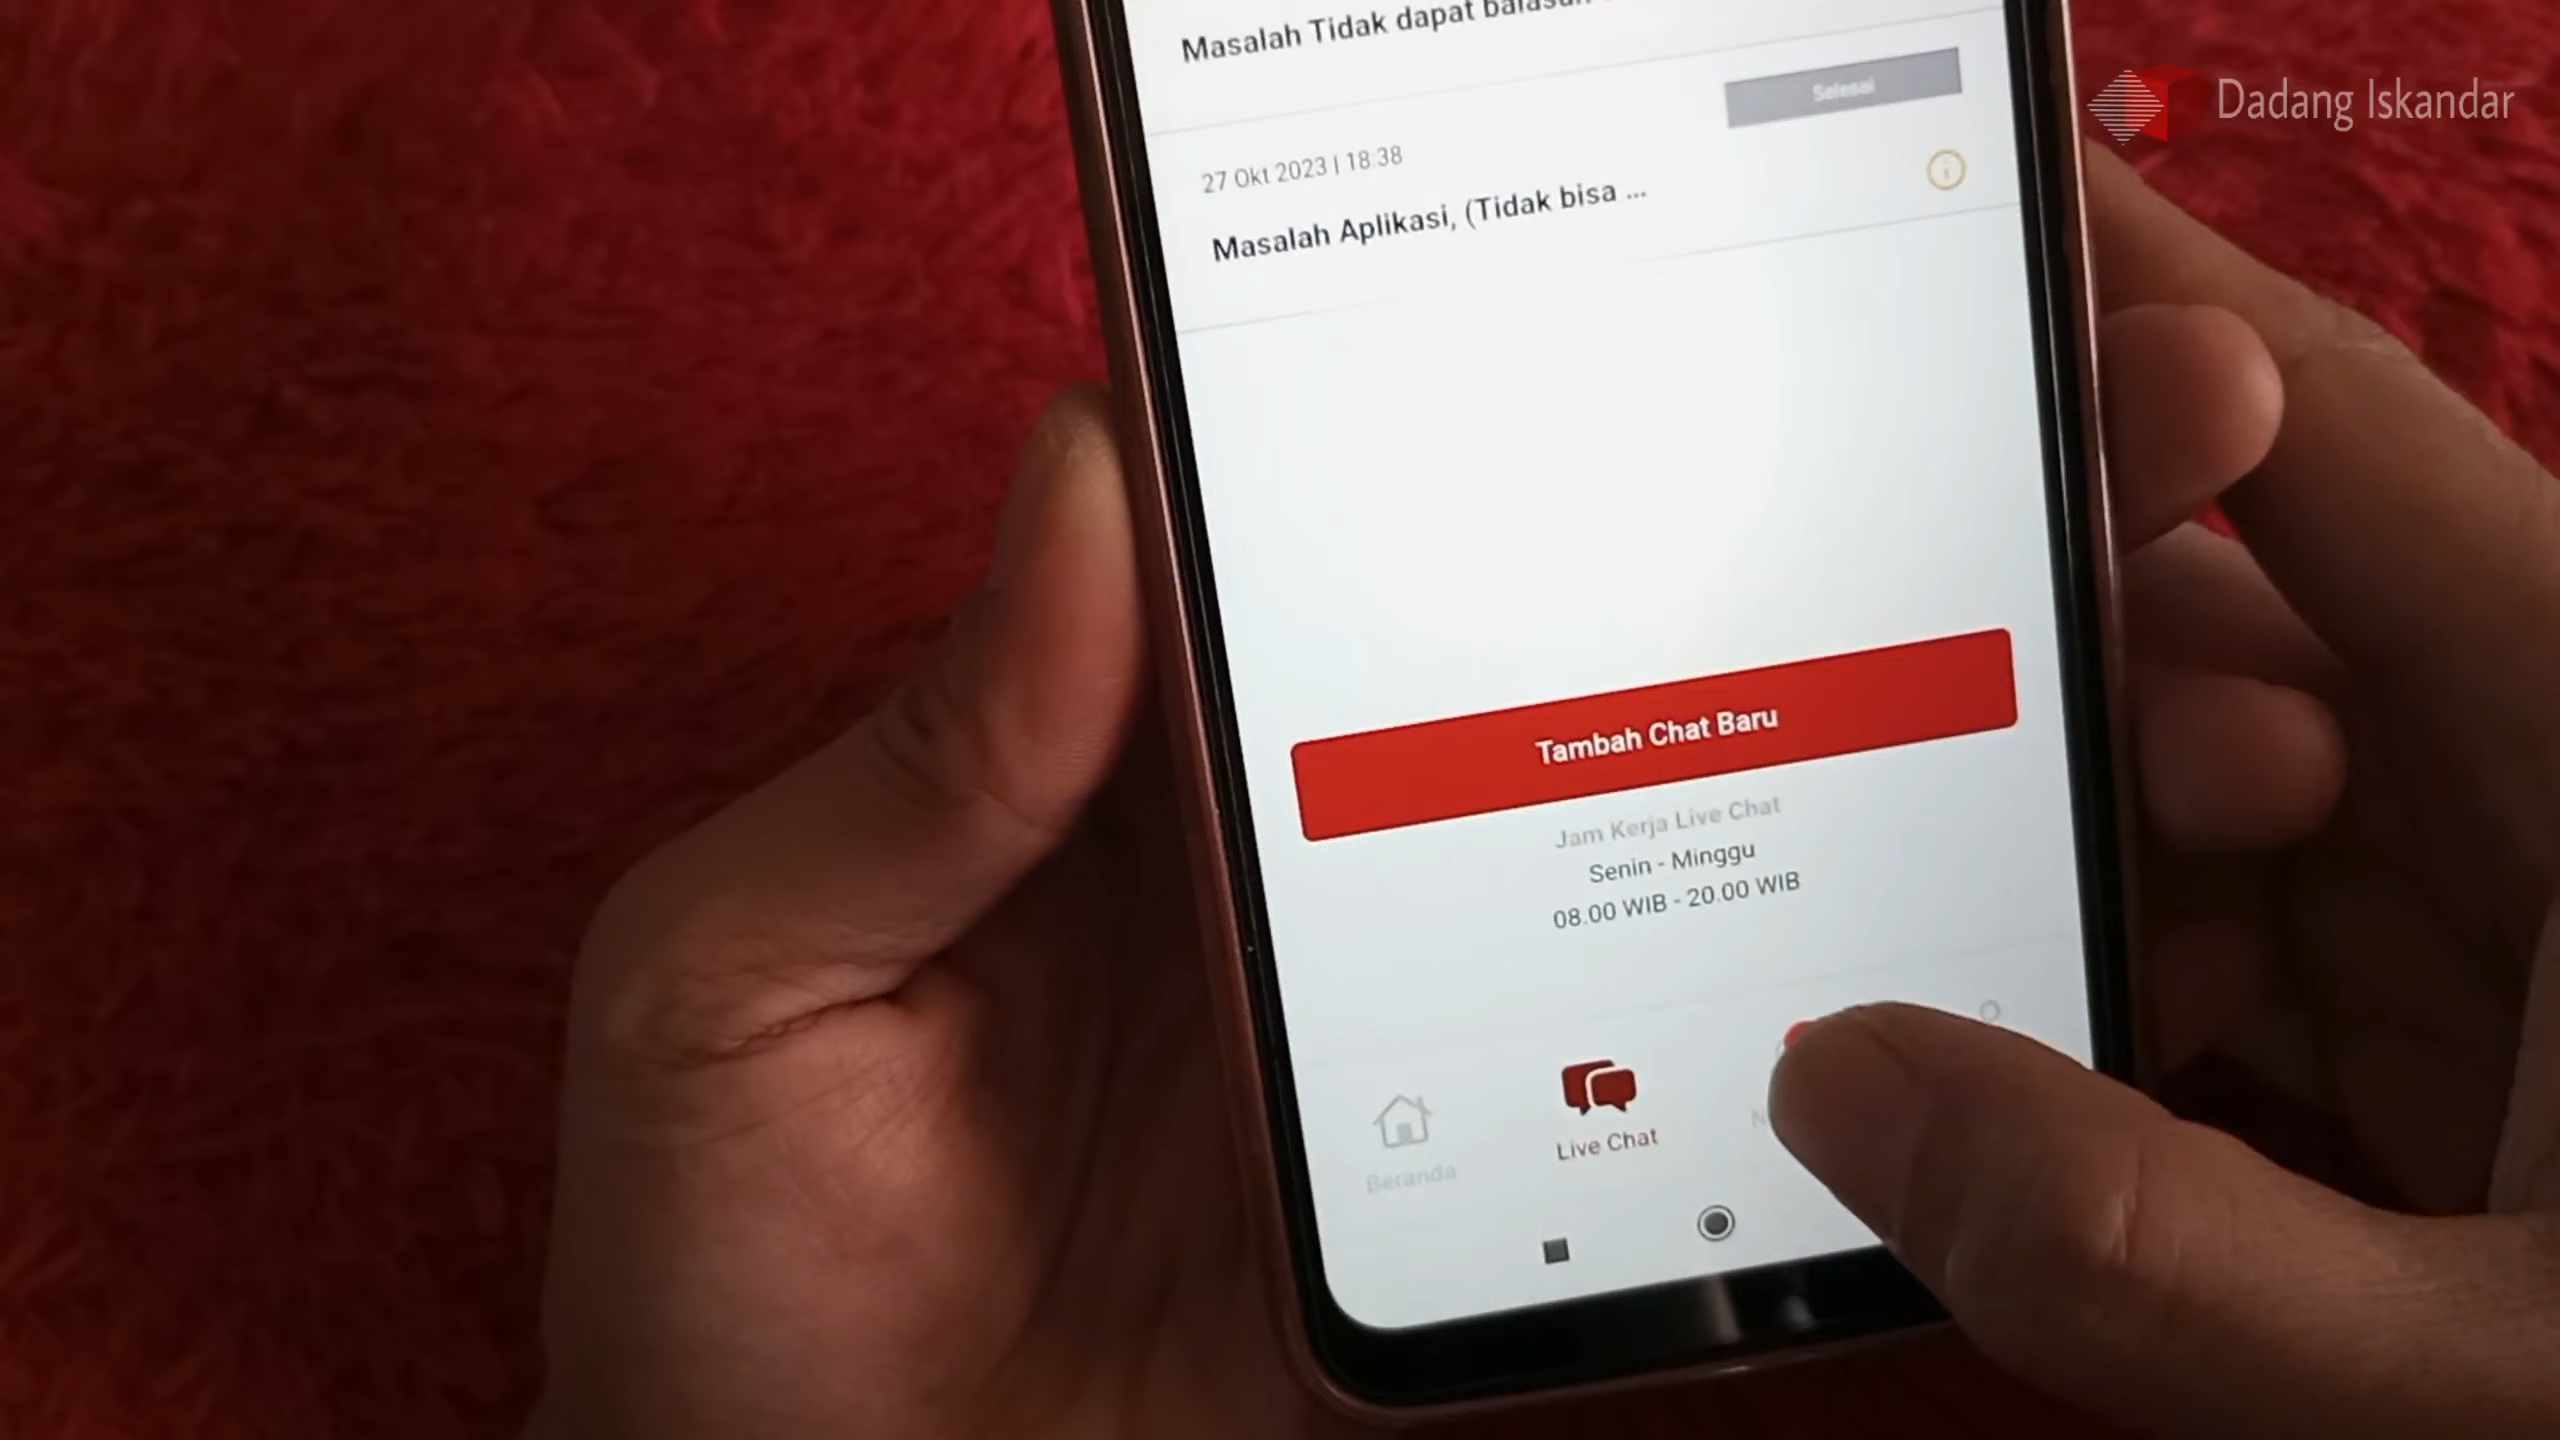 Masalah Tidak dapat balasan
Selesai
Dadang Iskandar
27 Okt 2023 | 18:38
Masalah Aplikasi, (Tidak bisa ...
Tambah Chat Baru
Jam Kerja Live Chat
Senin - Minggu
08.00 WIB - 20.00 WIB
Beranda
Live Chat